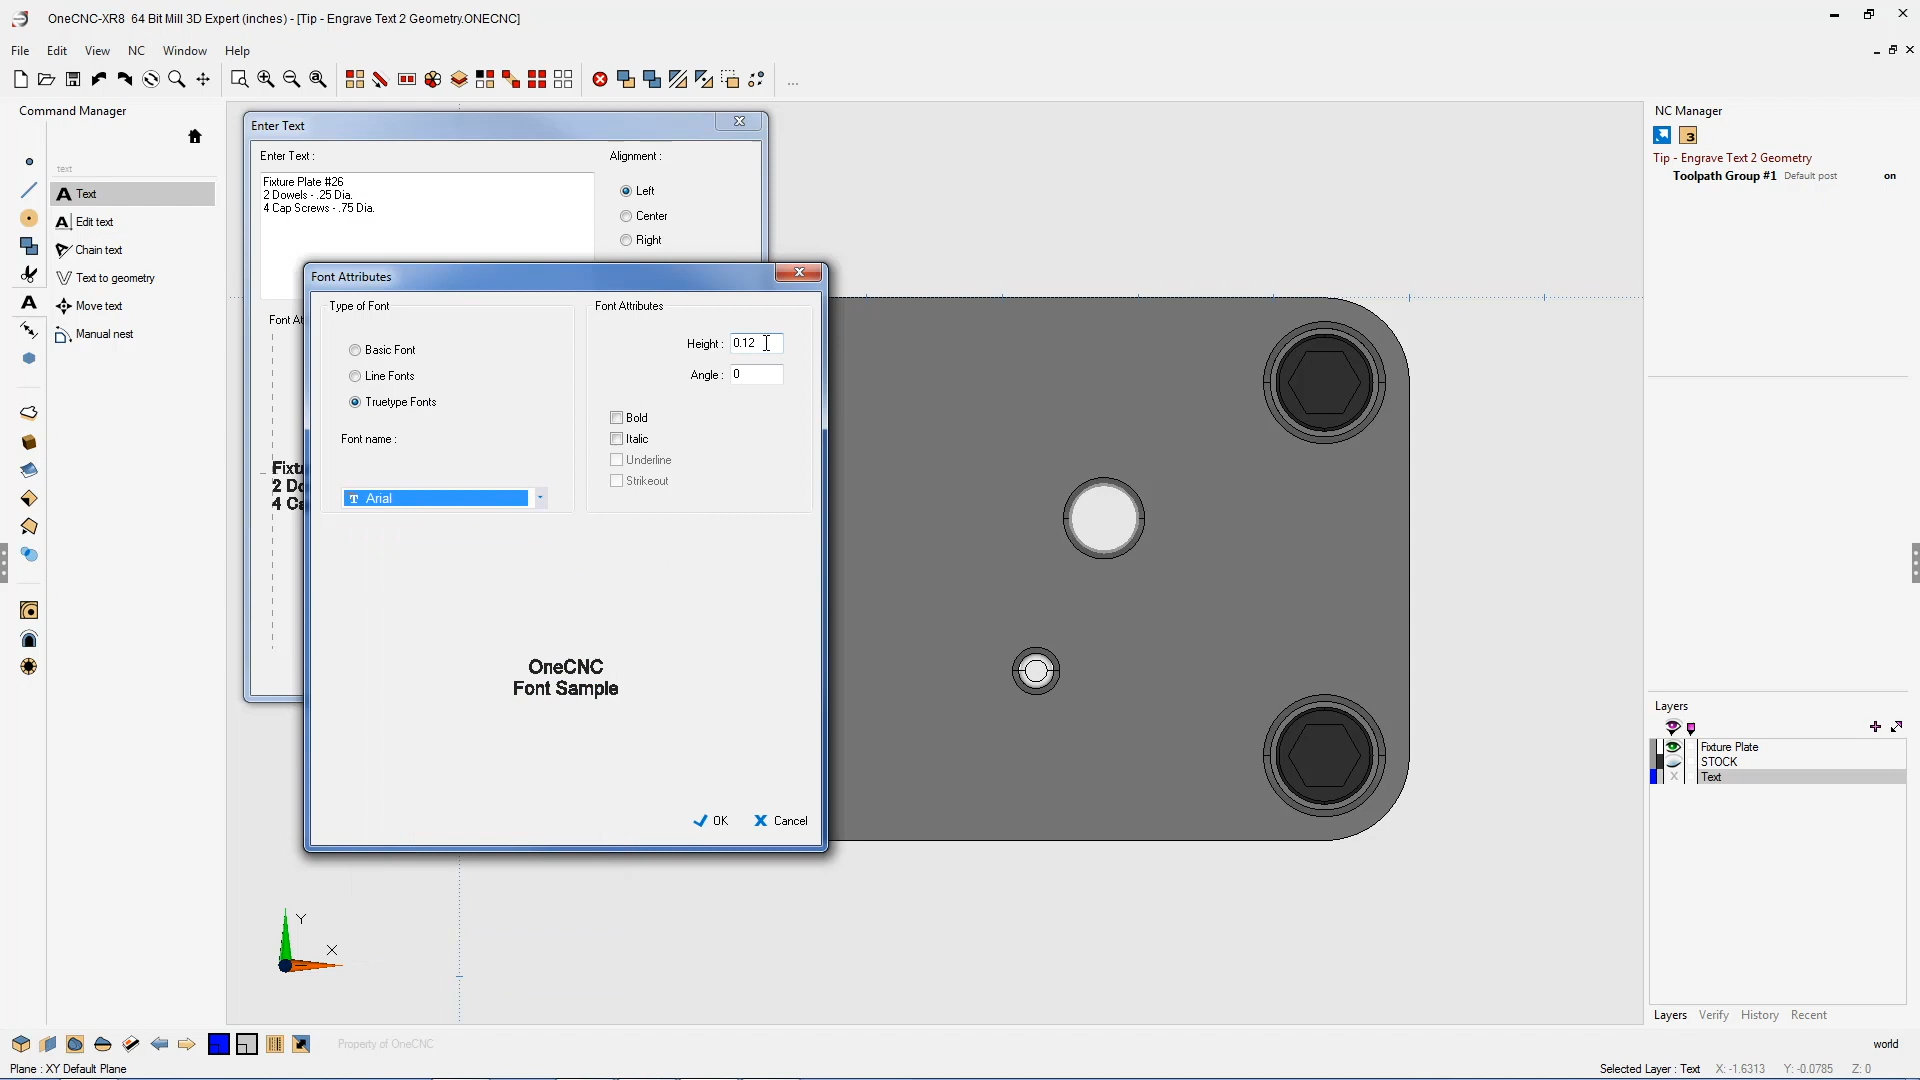 OneCNC-XR8  64 Bit Mill 3D Expert (inches) - [Tip - Engrave Text 2 Geometry.ONECNC]
File Edit View NC Window Help
...
Command Manager
text
Text
Edit text
Chain text
Text to geometry
Move text
Manual nest
Enter Text
Enter Text :
Fixture Plate #26
2 Dowels - .25 Dia.
4 Cap Screws - .75 Dia.
Alignment :
Left
Center
Right
Font At
Fixtu
2 Do
4 Ca
Font Attributes
Type of Font
Basic Font
Line Fonts
Truetype Fonts
Font name :
Arial
Font Attributes
Height : 0.12
Angle : 0
Bold
Italic
Underline
Strikeout
OneCNC
Font Sample
OK Cancel
Y
X
NC Manager
3
Tip - Engrave Text 2 Geometry
Toolpath Group #1 Default post on
Layers
Fixture Plate
STOCK
X Text
Layers Verify History Recent
Property of OneCNC
world
Plane : XY Default Plane
Selected Layer : Text X: -1.6313 Y: -0.0785 Z: 0